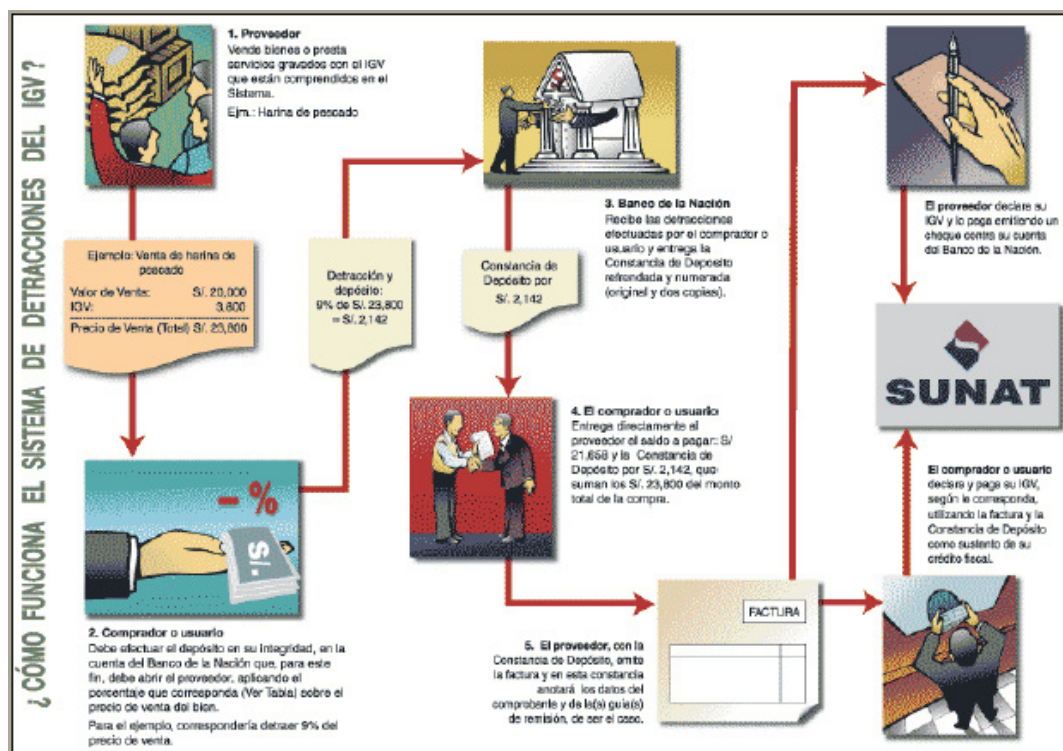 ¿CÓMO FUNCIONA EL SISTEMA DE DETRACCIONES DEL IGV?
1. Proveedor
Vende bienes o presta
servicios gravados con el IGV
que están comprendidos en el
Sistema.
Ejm.: Harina de pescado
Ejemplo: Venta de harina de
pescado
Valor de Venta: S/. 20,000
IGV: 3,800
Precio de Venta (Total) S/. 23,800
- %
S/.
2. Comprador o usuario
Debe efectuar el depósito en su integridad, en la
cuenta del Banco de la Nación que, para este
fin, debe abrir el proveedor, aplicando el
porcentaje que corresponda (Ver Tabla) sobre el
precio de venta del bien.
Para el ejemplo, correspondería detraer 9% del
precio de venta.
Detracción y
depósito:
9% de S/. 23,800
= S/. 2,142
3. Banco de la Nación
Recibe las detracciones
efectuadas por el comprador o
usuario y entrega la
Constancia de Deposito
refrendada y numerada
(original y dos copias).
Constancia de
Depósito por
S/. 2,142
4. El comprador o usuario
Entrega directamente al
proveedor el saldo a pagar: S/
21,658 y la Constancia de
Depósito por S/. 2,142, que
suman los S/. 23,800 del monto
total de la compra.
5. El proveedor, con la
Constancia de Depósito, emite
la factura y en esta constancia
anotará los datos del
comprobante y de la(s) guía(s)
de remisión, de ser el caso.
FACTURA
El proveedor declara su
IGV y lo paga emitiendo un
cheque contra su cuenta
del Banco de la Nación.
SUNAT
El comprador o usuario
declara y paga su IGV,
según le corresponda,
utilizando la factura y la
Constancia de Depósito
como sustento de su
crédito fiscal.